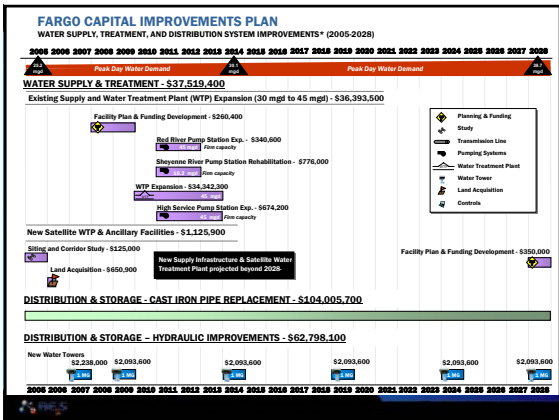 FARGO CAPITAL IMPROVEMENTS PLAN
WATER SUPPLY, TREATMENT, AND DISTRIBUTION SYSTEM IMPROVEMENTS* (2005-2028)
2005 2006 2007 2008 2009 2010 2011 2012 2013 2014 2015 2016 2017 2018 2019 2020 2021 2022 2023 2024 2025 2026 2027 2028
mgd Peak Day Water Demand mgd Peak Day Water Demand mgd
WATER SUPPLY & TREATMENT - $37,519,400
Existing Supply and Water Treatment Plant (WTP) Expansion (30 mgd to 45 mgd) - $36,393,500
Facility Plan & Funding Development - $260,400
Red River Pump Station Exp. - $340,600
mgd Firm capacity
Sheyenne River Pump Station Rehabilitation - $776,000
mgd Firm capacity
WTP Expansion - $34,342,300
45 mgd
High Service Pump Station Exp. - $674,200
45 mgd Firm capacity
Planning & Funding
Study
Transmission Line
Pumping Systems
Water Treatment Plant
Water Tower
Land Acquisition
Controls
New Satellite WTP & Ancillary Facilities - $1,125,900
Siting and Corridor Study - $125,000
Land Acquisition - $650,900
New Supply Infrastructure & Satellite Water
Treatment Plant projected beyond 2028-
Facility Plan & Funding Development - $350,000
DISTRIBUTION & STORAGE - CAST IRON PIPE REPLACEMENT - $104,005,700
DISTRIBUTION & STORAGE – HYDRAULIC IMPROVEMENTS - $62,798,100
New Water Towers
$2,238,000 $2,093,600 $2,093,600 $2,093,600 $2,093,600 $2,093,600
1 MG 1 MG 1 MG 1 MG 1 MG 1 MG
2005 2006 2007 2008 2009 2010 2011 2012 2013 2014 2015 2016 2017 2018 2019 2020 2021 2022 2023 2024 2025 2026 2027 2028